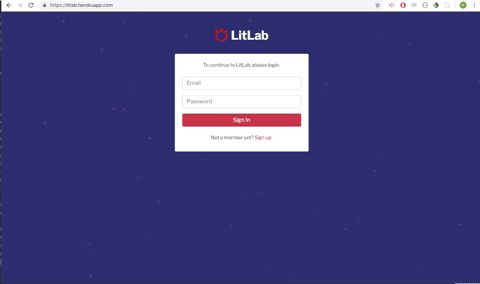 https://litlab.herokuapp.com
LitLab
To continue to LitLab please login.
Email
Password
Sign In
Not a member yet? Sign up.